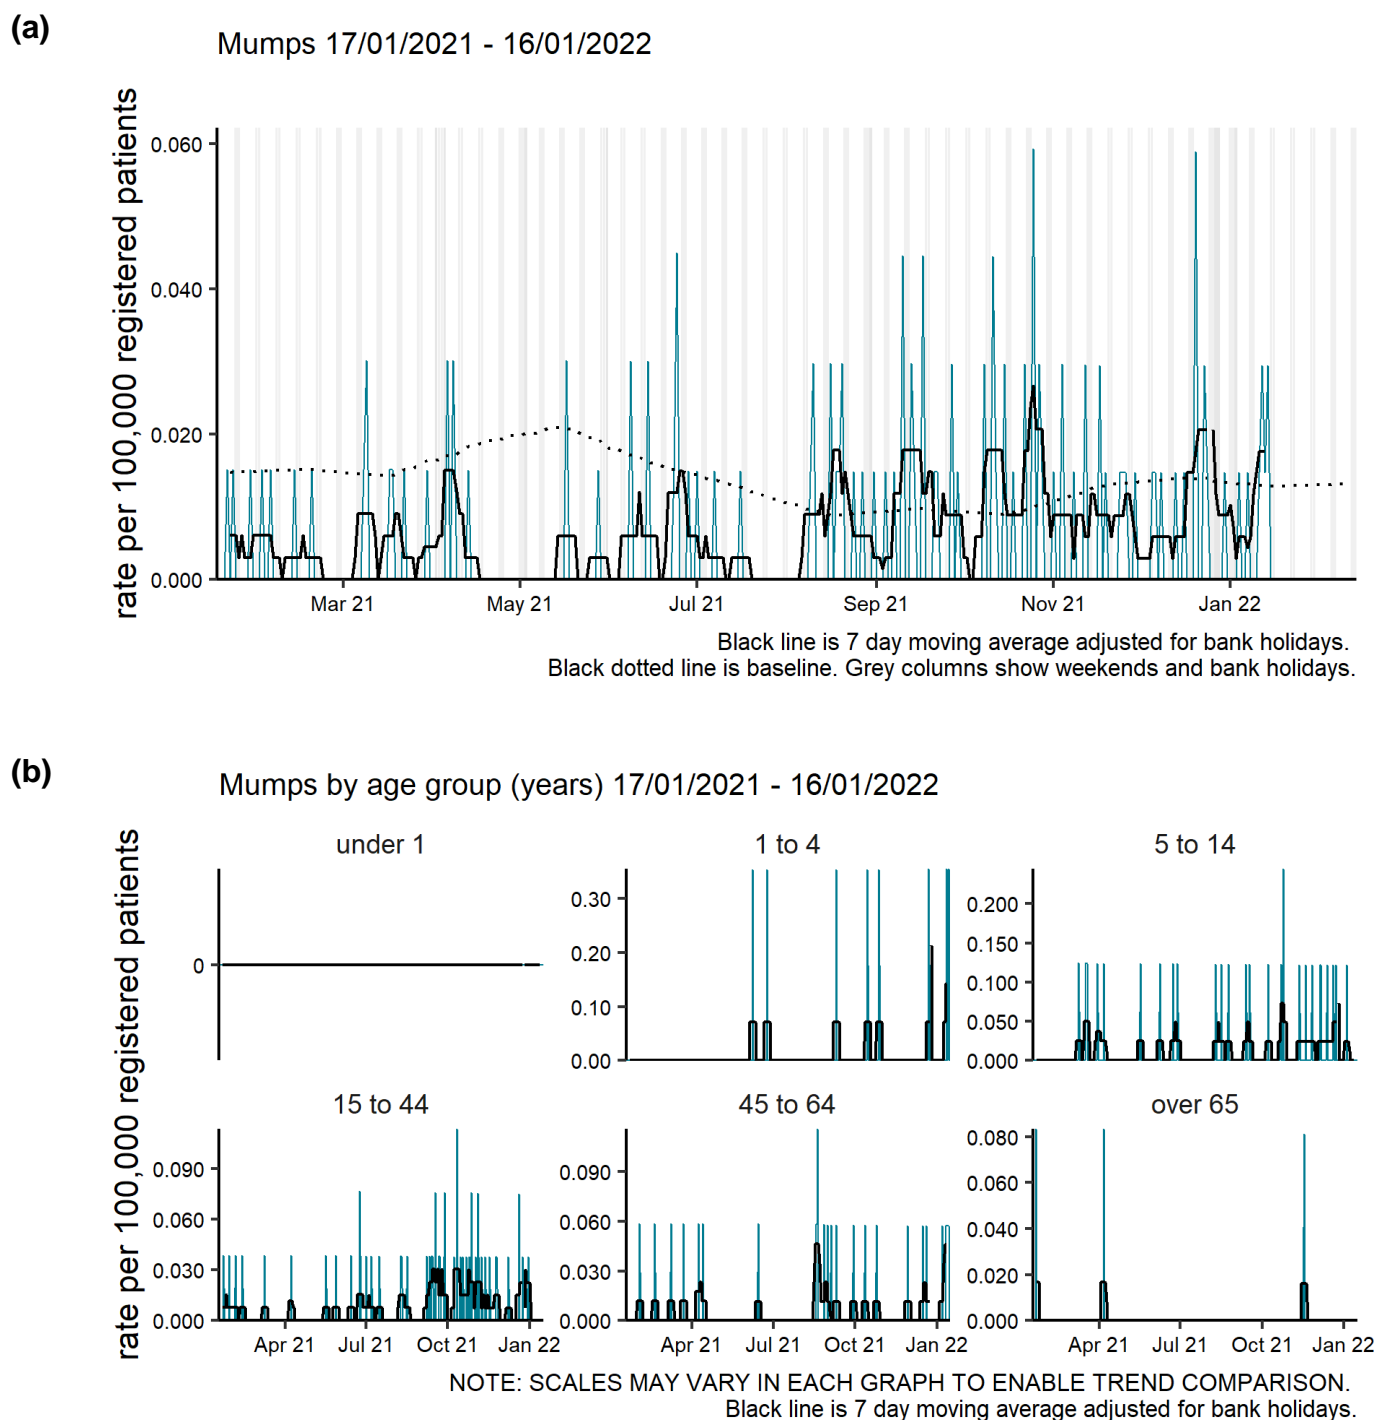 (a)
Mumps 17/01/2021 - 16/01/2022
rate per 100,000 registered patients
0.060
0.040
0.020
0.000
Mar 21 May 21 Jul 21 Sep 21 Nov 21 Jan 22
Black line is 7 day moving average adjusted for bank holidays.
Black dotted line is baseline. Grey columns show weekends and bank holidays.
(b)
Mumps by age group (years) 17/01/2021 - 16/01/2022
rate per 100,000 registered patients
under 1
0
1 to 4
0.30
0.20
0.10
0.00
5 to 14
0.200
0.150
0.100
0.050
0.000
15 to 44
0.090
0.060
0.030
0.000
Apr 21 Jul 21 Oct 21 Jan 22
45 to 64
0.090
0.060
0.030
0.000
Apr 21 Jul 21 Oct 21 Jan 22
over 65
0.080
0.060
0.040
0.020
0.000
Apr 21 Jul 21 Oct 21 Jan 22
NOTE: SCALES MAY VARY IN EACH GRAPH TO ENABLE TREND COMPARISON.
Black line is 7 day moving average adjusted for bank holidays.